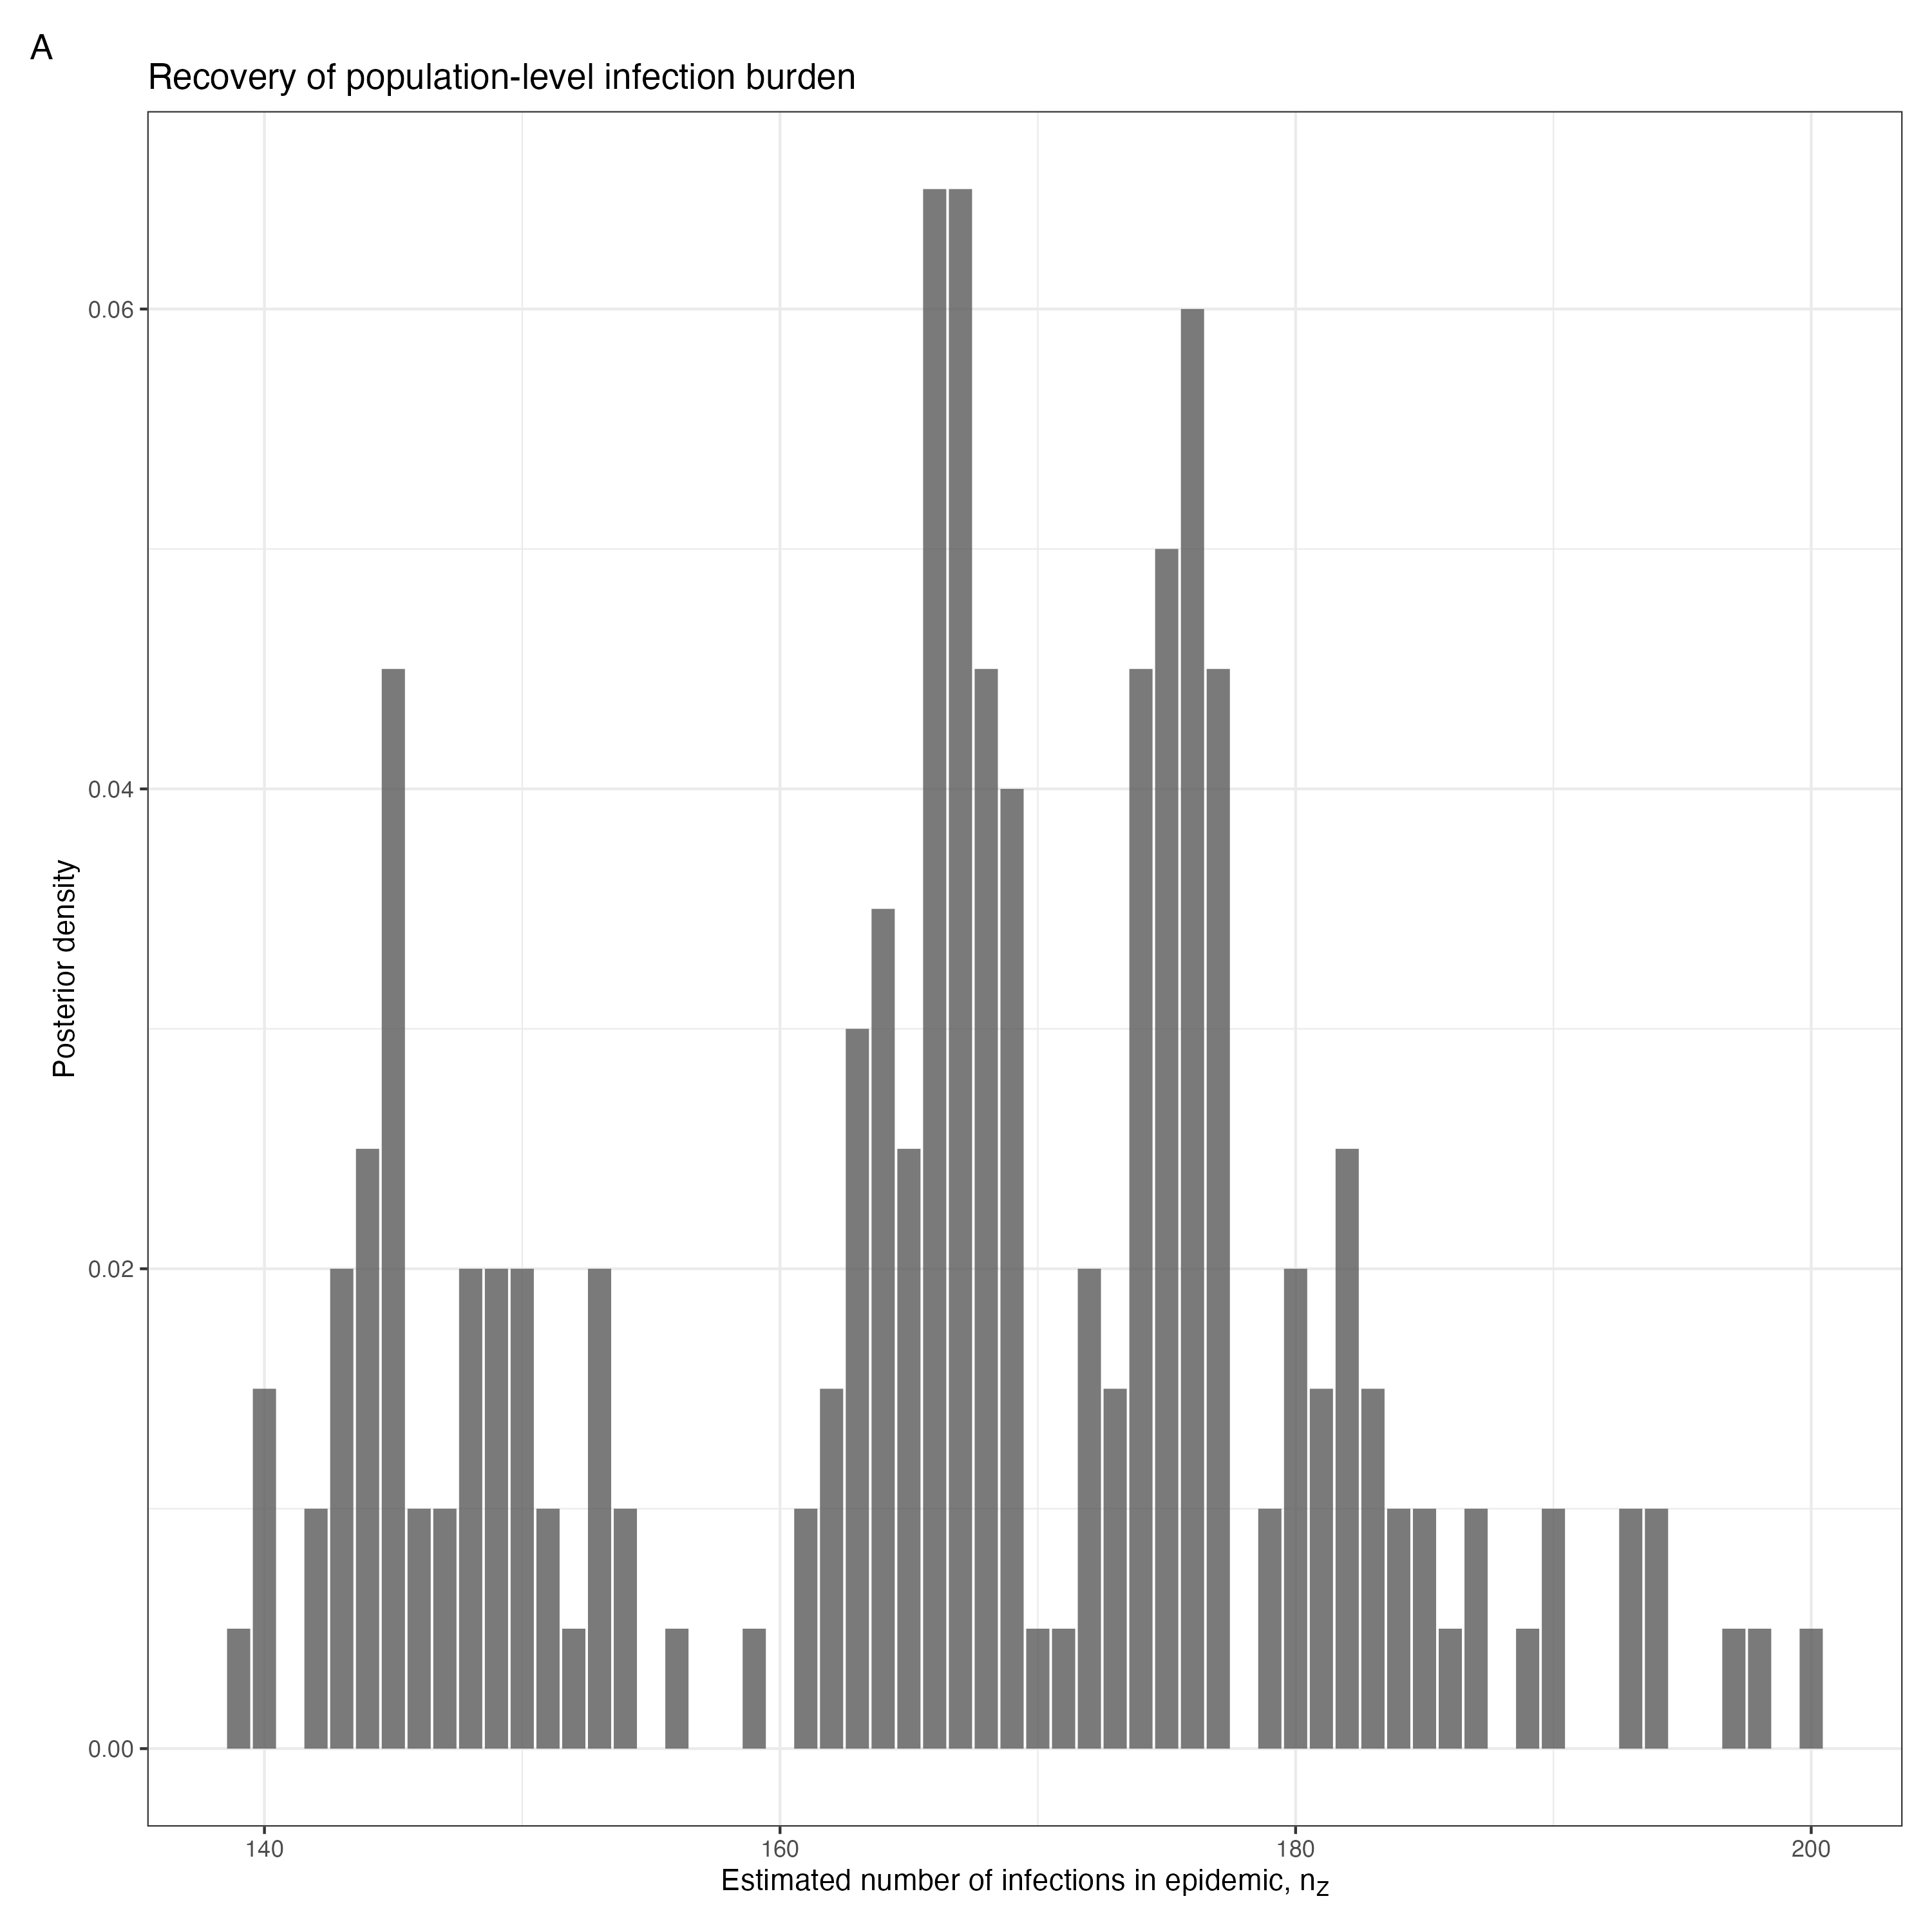 A
Recovery of population-level infection burden
0.06
0.04
0.02
0.00
Posterior density
140 160 180 200
Estimated number of infections in epidemic, nz